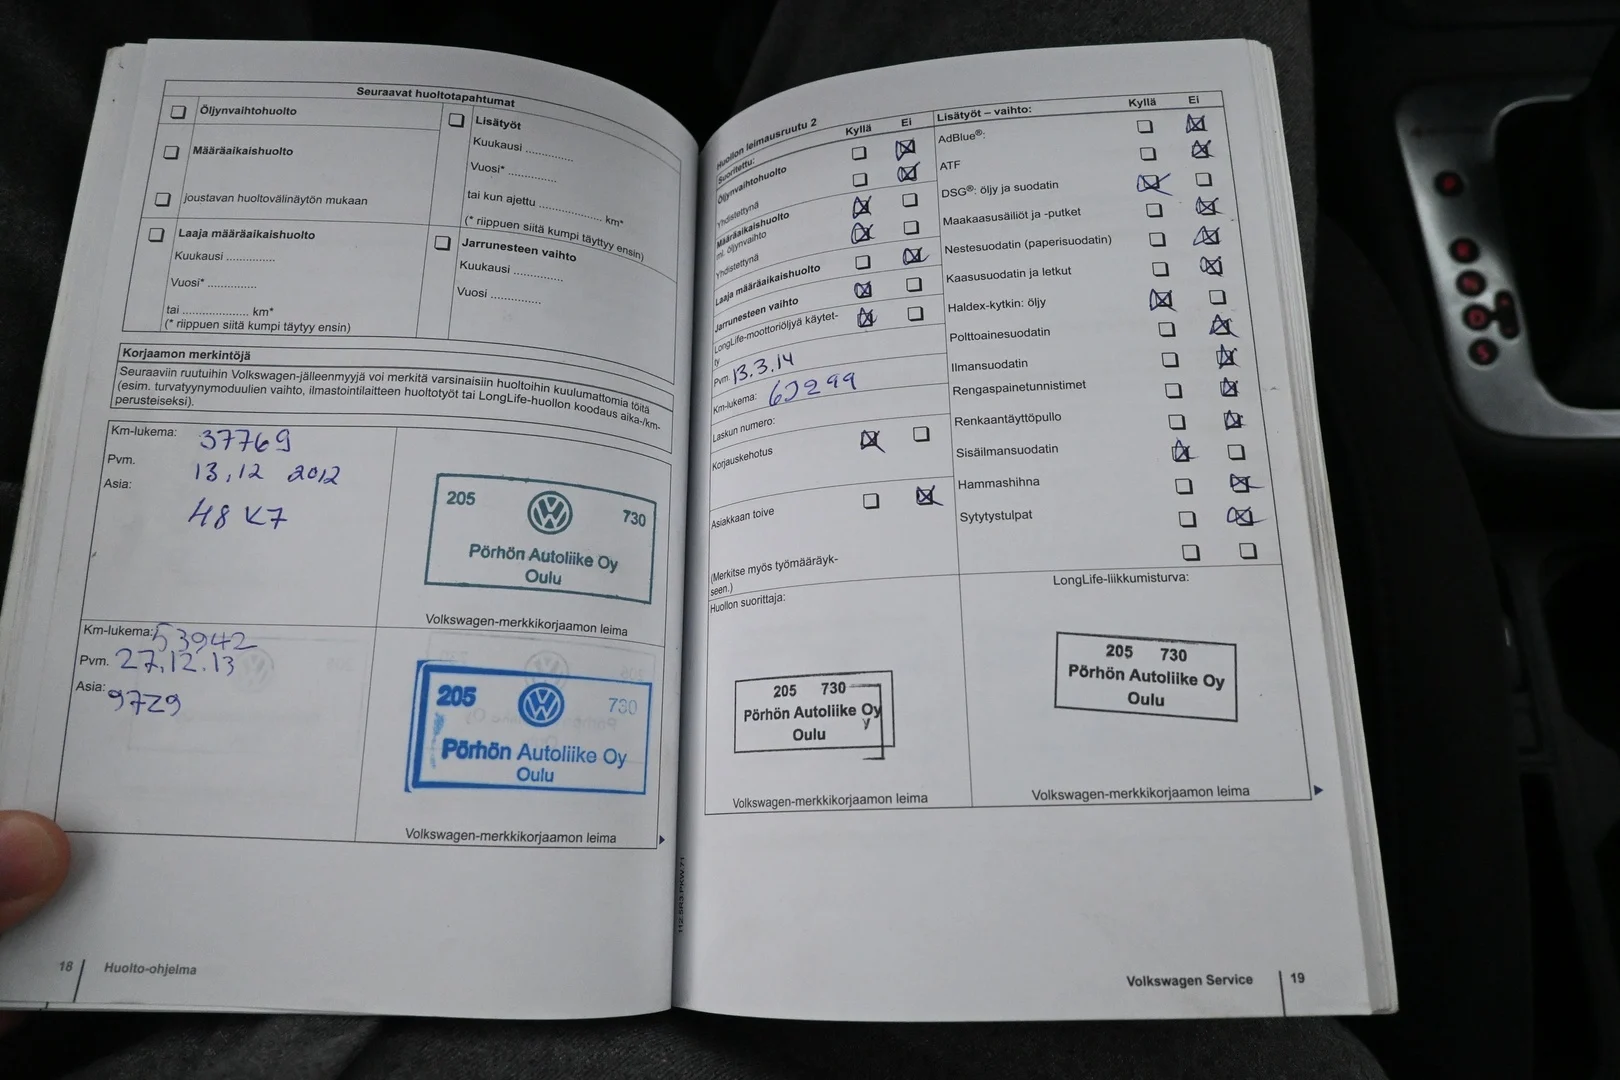 Seuraavat huoltotapahtumat
Öljynvaihtohuolto
Määräaikaishuolto
joustavan huoltovälinäytön mukaan
Laaja määräaikaishuolto
Kuukausi ..............
Vuosi* ..............
tai ................... km*
(* riippuen siitä kumpi täytyy ensin)
Lisätyöt
Kuukausi ..............
Vuosi* ..............
tai kun ajettu .................. km*
(* riippuen siitä kumpi täyttyy ensin)
Jarrunesteen vaihto
Kuukausi ..............
Vuosi ..............
Korjaamon merkintöjä
Seuraaviin ruutuihin Volkswagen-jälleenmyyjä voi merkitä varsinaisiin huoltoihin kuulumattomia töitä
(esim. turvatyynymoduulien vaihto, ilmastointilaitteen huoltotyöt tai LongLife-huollon koodaus aika-/km-
perusteiseksi).
Km-lukema: 37769
Pvm. 13.12 2012
Asia:
48 K7
205 730
Pörhön Autoliike Oy
Oulu
Volkswagen-merkkikorjaamon leima
Km-lukema: 53942
Pvm. 27.12.13
Asia: 97Z9
205 730
Pörhön Autoliike Oy
Oulu
Volkswagen-merkkikorjaamon leima
18 Huolto-ohjelma
Huollon leimausruutu 2
Suoritettu: Kyllä Ei
Öljynvaihtohuolto
Yhdistettynä
Määräaikaishuolto
ml. öljynvaihto
Yhdistettynä
Laaja määräaikaishuolto
Jarrunesteen vaihto
LongLife-moottoriöljyä käytet-
ty
Pvm. 13.3.14
Km-lukema:
Laskun numero:
Korjauskehotus
Asiakkaan toive
(Merkitse myös työmääräyk-
seen.)
Huollon suorittaja:
205 730
Pörhön Autoliike Oy
Oulu
Volkswagen-merkkikorjaamon leima
Lisätyöt – vaihto: Kyllä Ei
AdBlue®:
ATF
DSG®: öljy ja suodatin
Maakaasusäiliöt ja -putket
Nestesuodatin (paperisuodatin)
Kaasusuodatin ja letkut
Haldex-kytkin: öljy
Polttoainesuodatin
Ilmansuodatin
Rengaspainetunnistimet
Renkaantäyttöpullo
Sisäilmansuodatin
Hammashihna
Sytytystulpat
LongLife-liikkumisturva:
205 730
Pörhön Autoliike Oy
Oulu
Volkswagen-merkkikorjaamon leima
Volkswagen Service 19
P
R
N
D
S